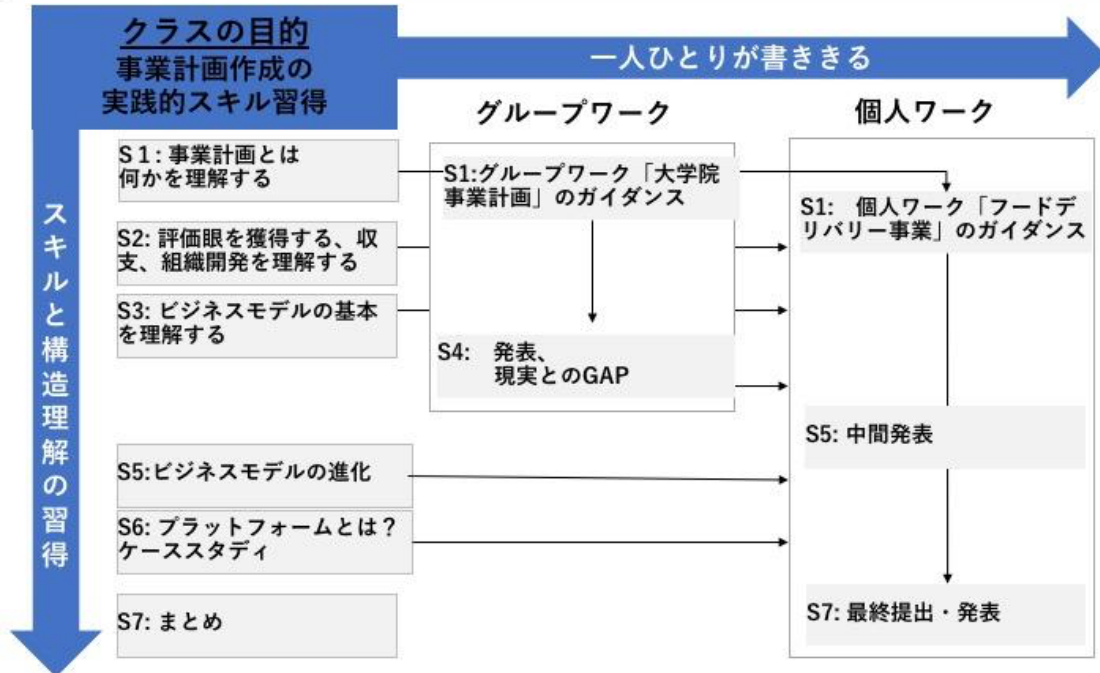 クラスの目的
事業計画作成の
実践的スキル習得
一人ひとりが書ききる
グループワーク
個人ワーク
スキルと構造理解の習得
S 1 : 事業計画とは
何かを理解する
S2: 評価眼を獲得する、収
支、組織開発を理解する
S3: ビジネスモデルの基本
を理解する
S5:ビジネスモデルの進化
S6: プラットフォームとは？
ケーススタディ
S7: まとめ
S1:グループワーク「大学院
事業計画」のガイダンス
S4: 発表、
現実とのGAP
S1: 個人ワーク「フードデ
リバリー事業」のガイダンス
S5: 中間発表
S7: 最終提出・発表